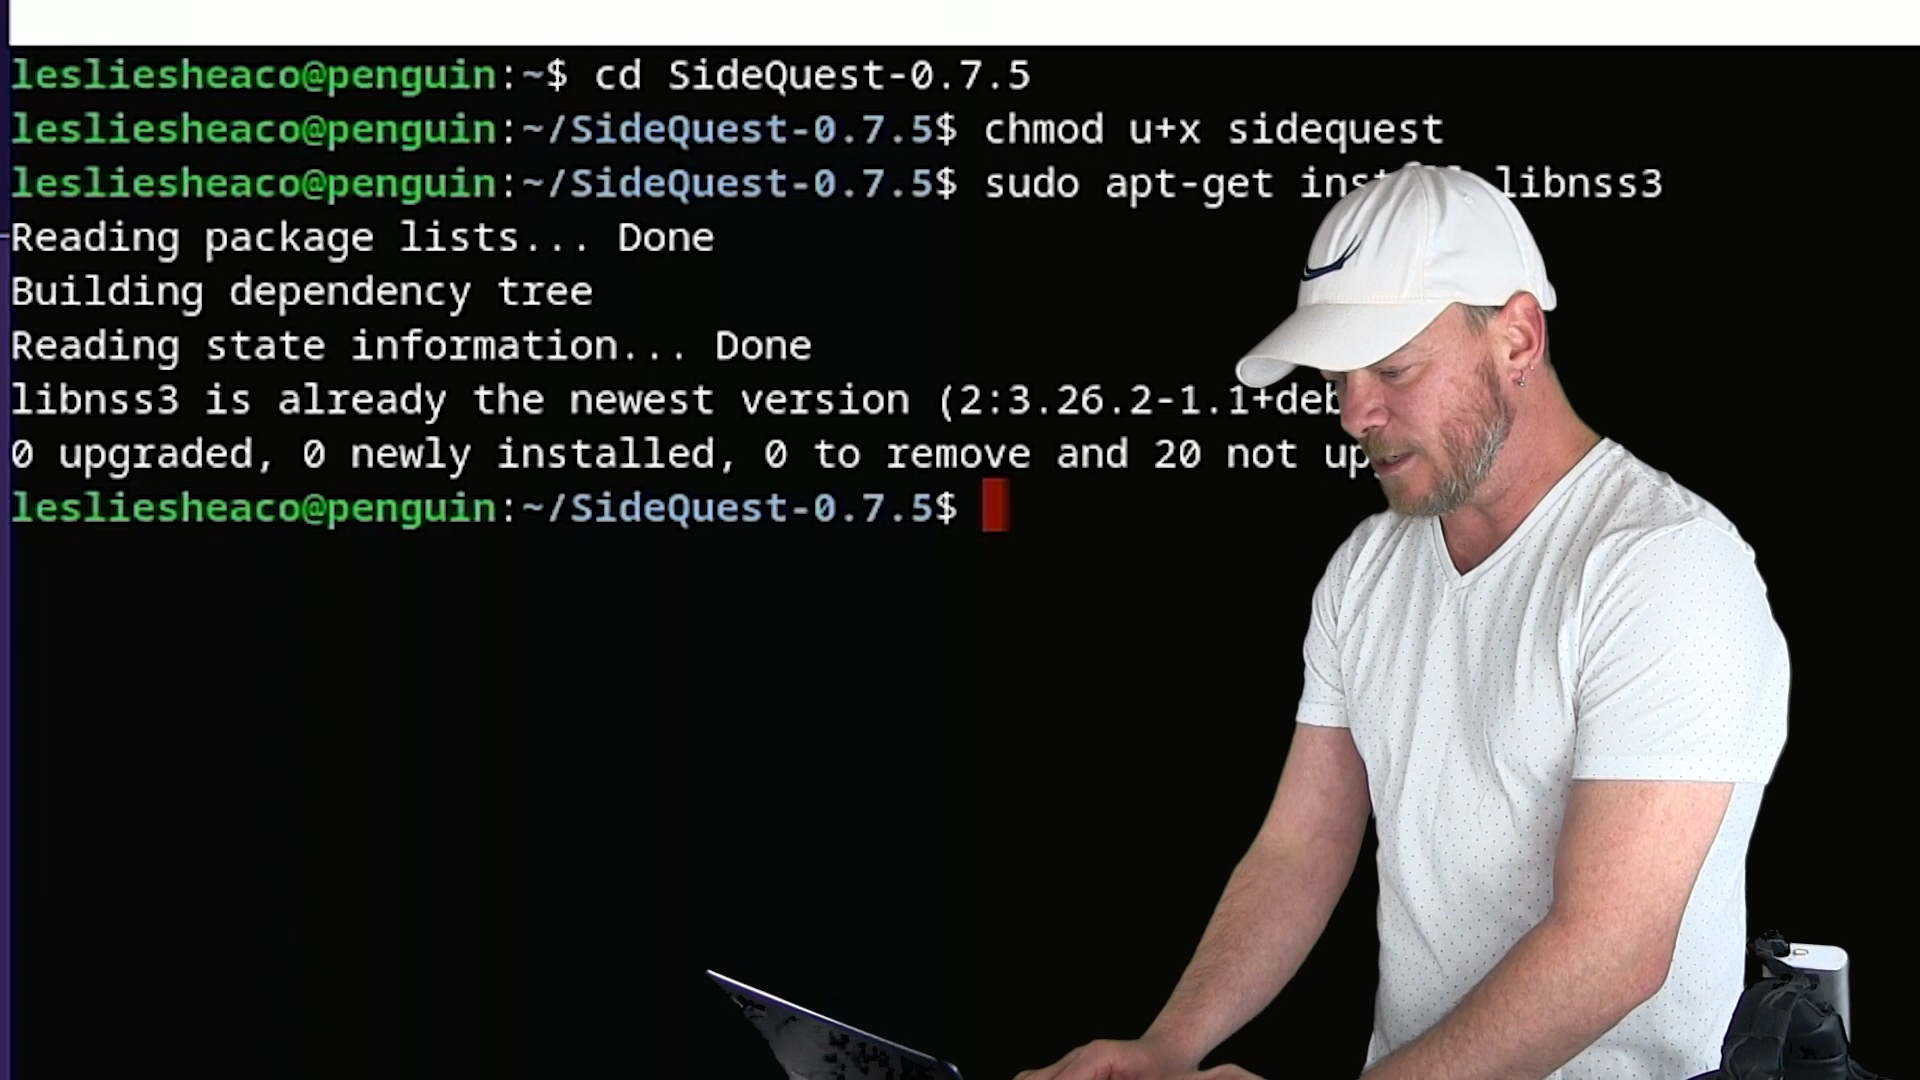 lesliesheaco@penguin:~$ cd SideQuest-0.7.5
lesliesheaco@penguin:~/SideQuest-0.7.5$ chmod u+x sidequest
lesliesheaco@penguin:~/SideQuest-0.7.5$ sudo apt-get libnss3
Reading package lists... Done
Building dependency tree
Reading state information... Done
libnss3 is already the newest version (2:3.26.2-1.1+deb
0 upgraded, 0 newly installed, 0 to remove and 20 not
lesliesheaco@penguin:~/SideQuest-0.7.5$